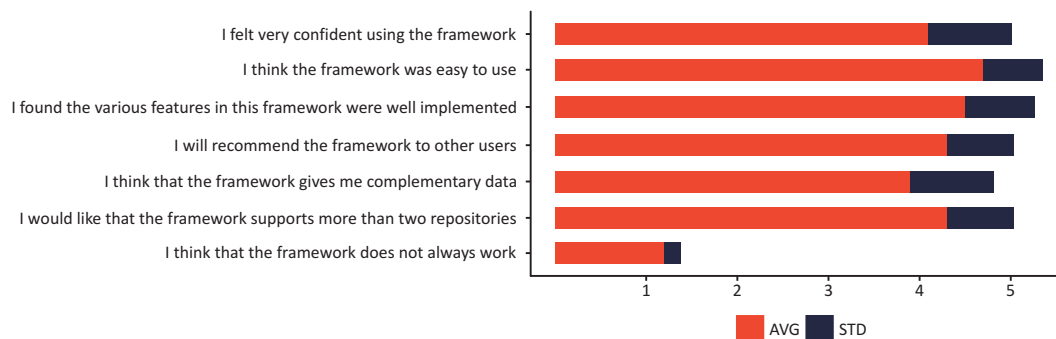 I felt very confident using the framework
I think the framework was easy to use
I found the various features in this framework were well implemented
I will recommend the framework to other users
I think that the framework gives me complementary data
I would like that the framework supports more than two repositories
I think that the framework does not always work
1 2 3 4 5
AVG STD